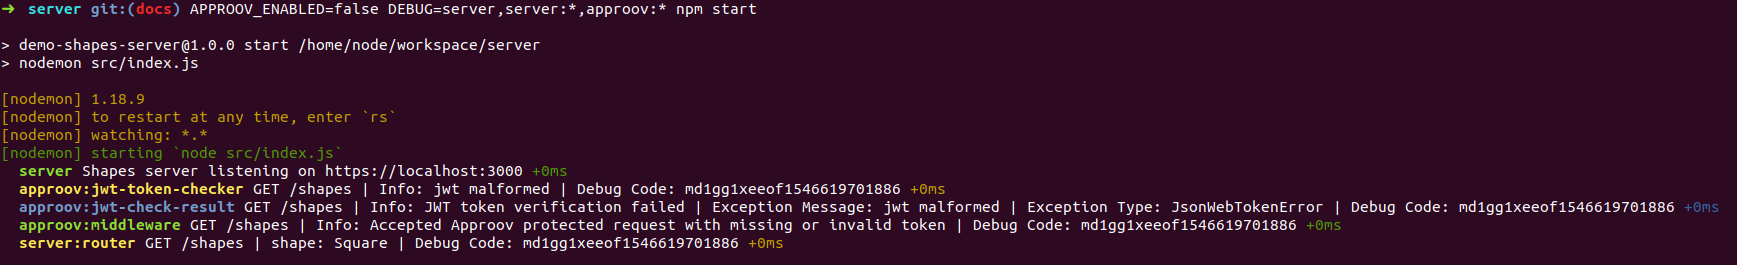 ➜ server git:(docs) APPROOV_ENABLED=false DEBUG=server,server:*,approov:* npm start
> demo-shapes-server@1.0.0 start /home/node/workspace/server
> nodemon src/index.js
[nodemon] 1.18.9
[nodemon] to restart at any time, enter `rs`
[nodemon] watching: *.*
[nodemon] starting `node src/index.js`
server Shapes server listening on https://localhost:3000 +0ms
approov:jwt-token-checker GET /shapes | Info: jwt malformed | Debug Code: md1gg1xeeof1546619701886 +0ms
approov:jwt-check-result GET /shapes | Info: JWT token verification failed | Exception Message: jwt malformed | Exception Type: JsonWebTokenError | Debug Code: md1gg1xeeof1546619701886 +0ms
approov:middleware GET /shapes | Info: Accepted Approov protected request with missing or invalid token | Debug Code: md1gg1xeeof1546619701886 +0ms
server:router GET /shapes | shape: Square | Debug Code: md1gg1xeeof1546619701886 +0ms